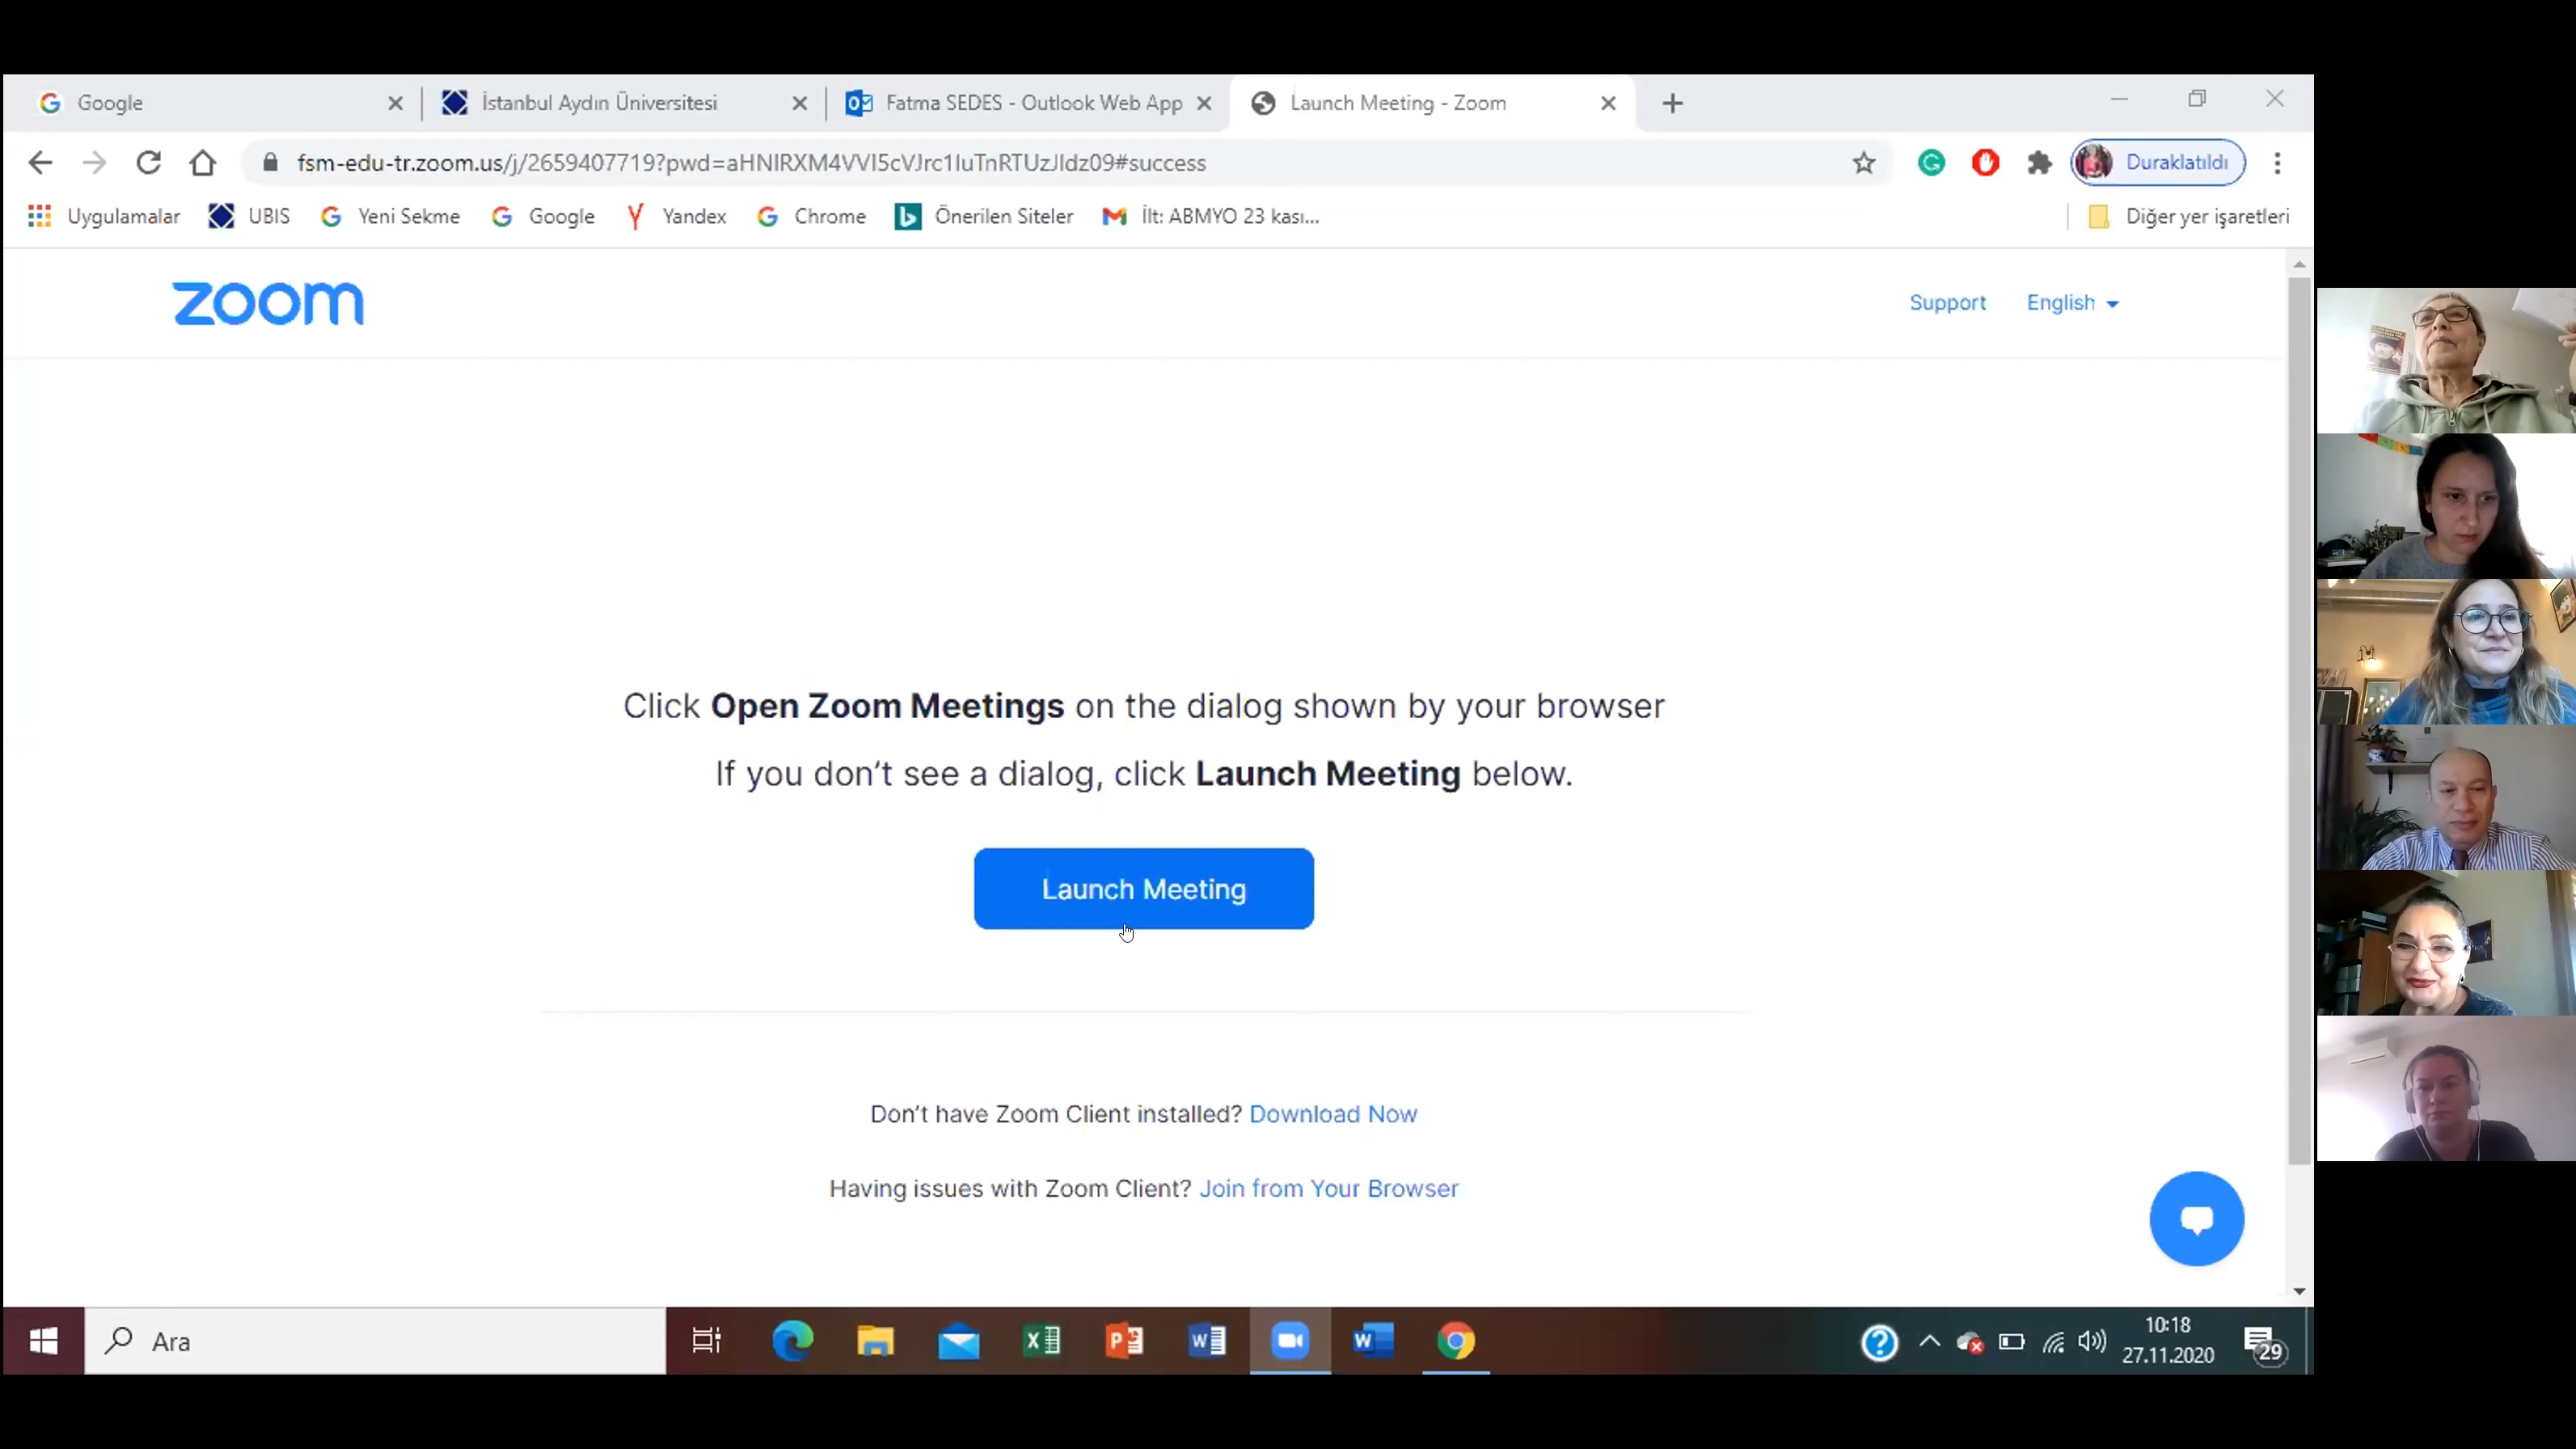 Google
İstanbul Aydın Üniversitesi
Fatma SEDES - Outlook Web App
Launch Meeting - Zoom
fsm-edu-tr.zoom.us/j/2659407719?pwd=aHNIRXM4VVI5cVJrc1luTnRTUzJIdz09#success
Duraklatıldı
Uygulamalar
UBIS
Yeni Sekme
Google
Yandex
Chrome
Önerilen Siteler
İlt: ABMYO 23 kası...
Diğer yer işaretleri
zoom
Support
English
Click Open Zoom Meetings on the dialog shown by your browser
If you don't see a dialog, click Launch Meeting below.
Launch Meeting
Don't have Zoom Client installed? Download Now
Having issues with Zoom Client? Join from Your Browser
Ara
10:18
27.11.2020
29